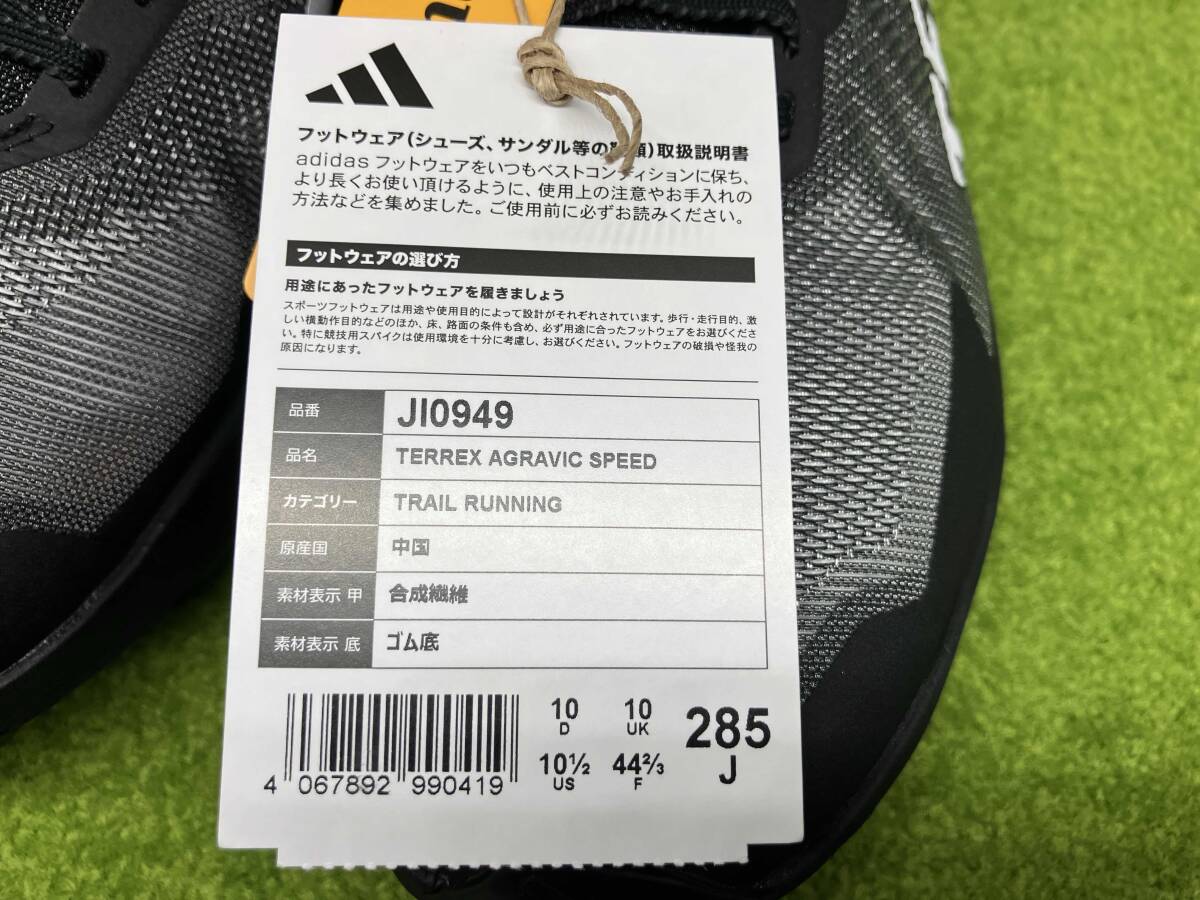 フットウェア(シューズ、サンダル等の 類)取扱説明書
adidas フットウェアをいつもベストコンディションに保ち、
より長くお使い頂けるように、使用上の注意やお手入れの
方法などを集めました。ご使用前に必ずお読みください。
フットウェアの選び方
用途にあったフットウェアを履きましょう
スポーツフットウェアは用途や使用目的によって設計がそれぞれされています。歩行・走行目的、激
しい横動作目的などのほか、床、路面の条件も含め、必ず用途に合ったフットウェアをお選びくださ
い。特に競技用スパイクは使用環境を十分に考慮し、お選びください。フットウェアの破損や怪我の
原因になります。
品番 JI0949
品名 TERREX AGRAVIC SPEED
カテゴリー TRAIL RUNNING
原産国 中国
素材表示 甲 合成繊維
素材表示 底 ゴム底
10 D 10 UK 285 J
10½ US 44⅔ F
4 067892 990419